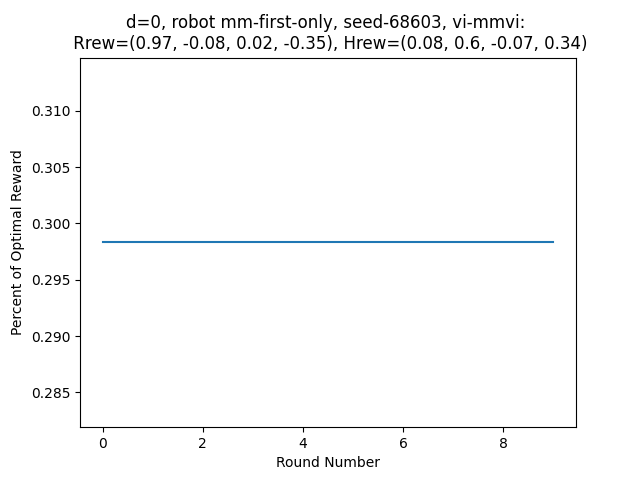 d=0, robot mm-first-only, seed-68603, vi-mmvi:
Rrew=(0.97, -0.08, 0.02, -0.35), Hrew=(0.08, 0.6, -0.07, 0.34)
0.310
0.305
0.300
0.295
0.290
0.285
Percent of Optimal Reward
0 2 4 6 8
Round Number